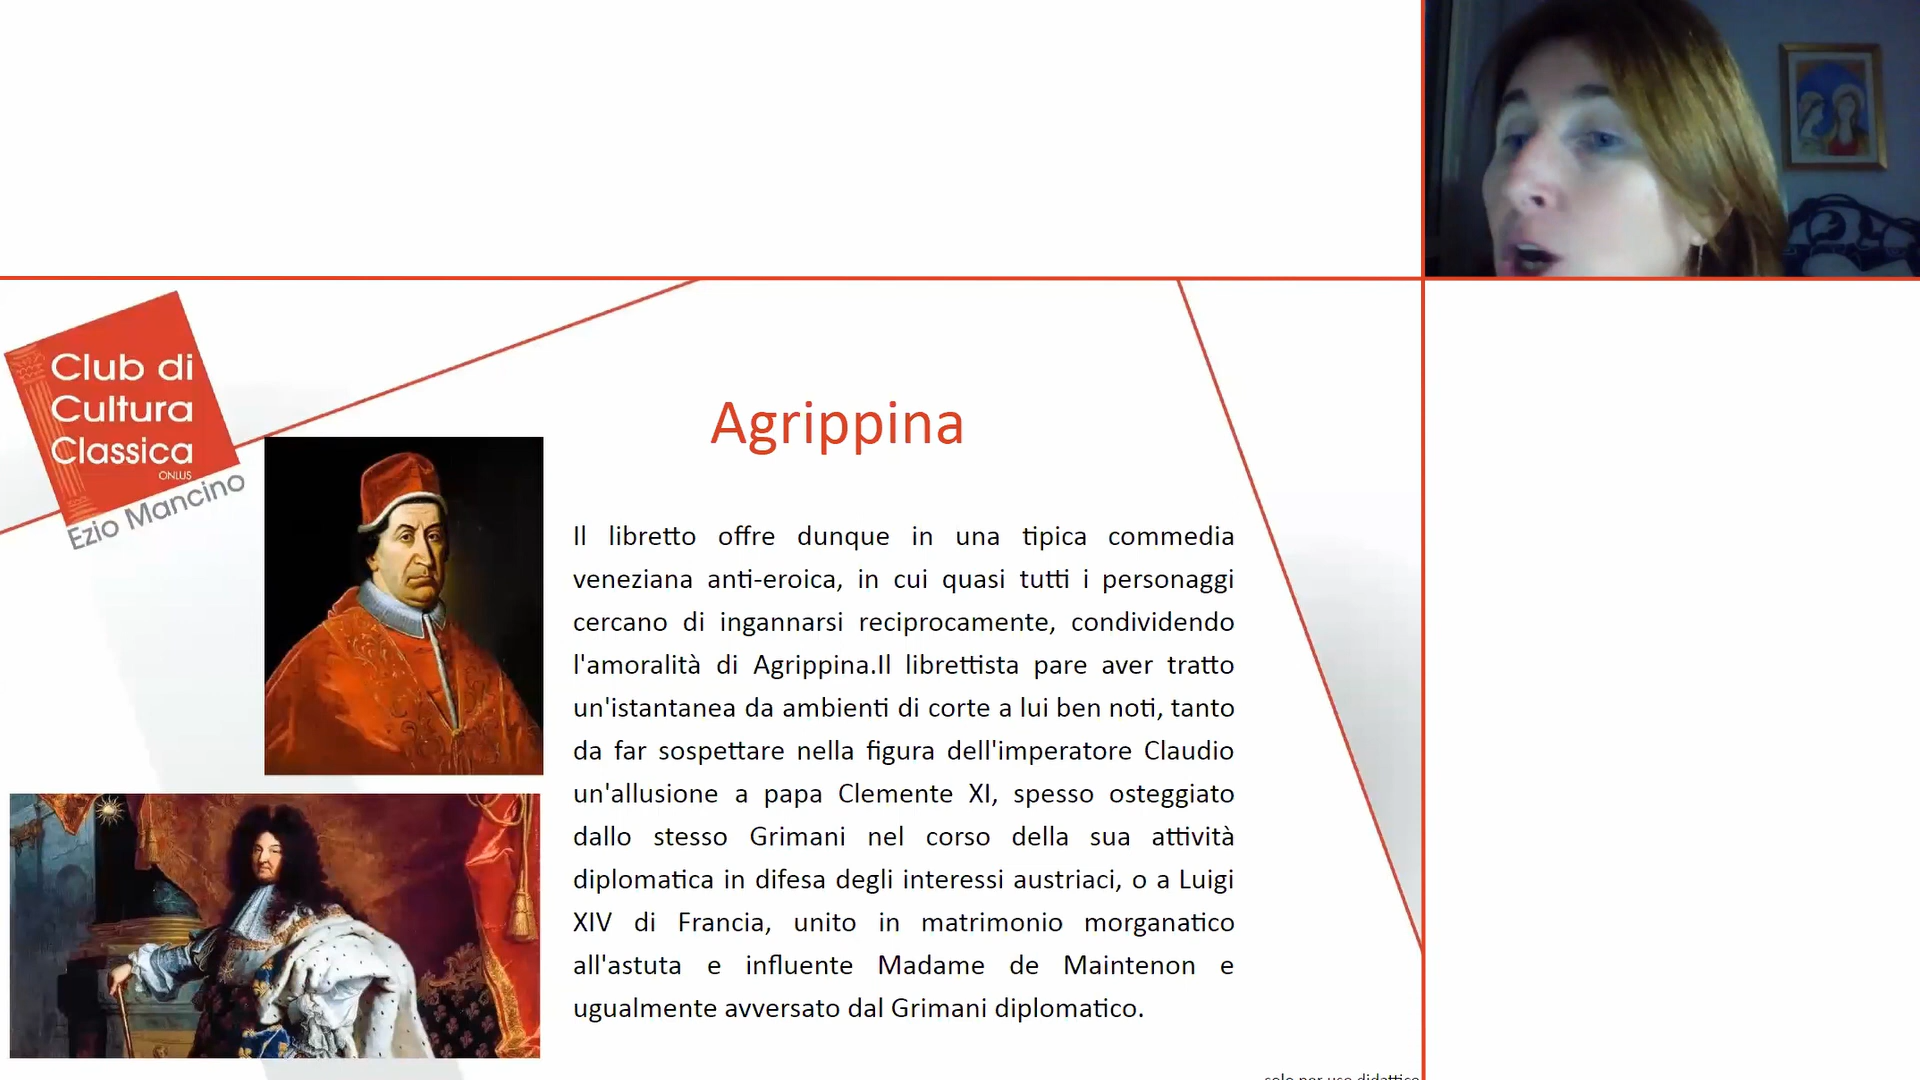 Club di
Cultura
Classica
ONLUS
Ezio Mancino
Agrippina
Il libretto offre dunque in una tipica commedia
veneziana anti-eroica, in cui quasi tutti i personaggi
cercano di ingannarsi reciprocamente, condividendo
l'amoralità di Agrippina.Il librettista pare aver tratto
un'istantanea da ambienti di corte a lui ben noti, tanto
da far sospettare nella figura dell'imperatore Claudio
un'allusione a papa Clemente XI, spesso osteggiato
dallo stesso Grimani nel corso della sua attività
diplomatica in difesa degli interessi austriaci, o a Luigi
XIV di Francia, unito in matrimonio morganatico
all'astuta e influente Madame de Maintenon e
ugualmente avversato dal Grimani diplomatico.
solo per uso didattico